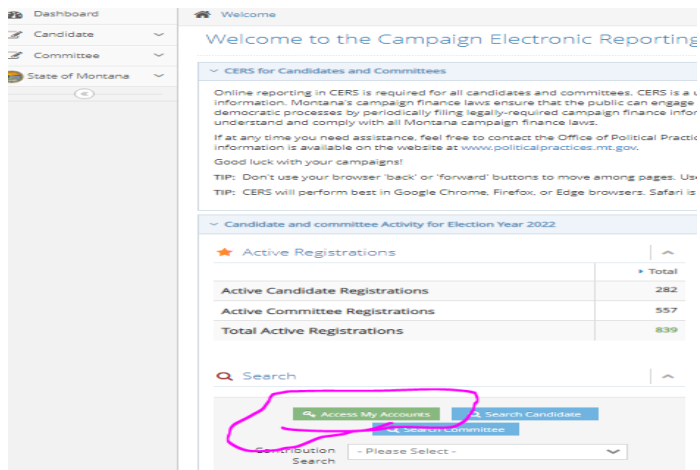 Dashboard
Candidate
Committee
State of Montana
Welcome
Welcome to the Campaign Electronic Reporting
CERS for Candidates and Committees
Online reporting in CERS is required for all candidates and committees. CERS is a u
information. Montana's campaign finance laws ensure that the public can engage
democratic processes by periodically filing legally-required campaign finance infor
understand and comply with all Montana campaign finance laws.
If at any time you need assistance, feel free to contact the Office of Political Practic
information is available on the website at www.politicalpractices.mt.gov.
Good luck with your campaigns!
TIP: Don't use your browser 'back' or 'forward' buttons to move among pages. Use
TIP: CERS will perform best in Google Chrome, Firefox, or Edge browsers. Safari is
Candidate and committee Activity for Election Year 2022
Active Registrations
Total
Active Candidate Registrations 282
Active Committee Registrations 557
Total Active Registrations 839
Search
Access My Accounts Search Candidate
Search Committee
Contribution Search - Please Select -